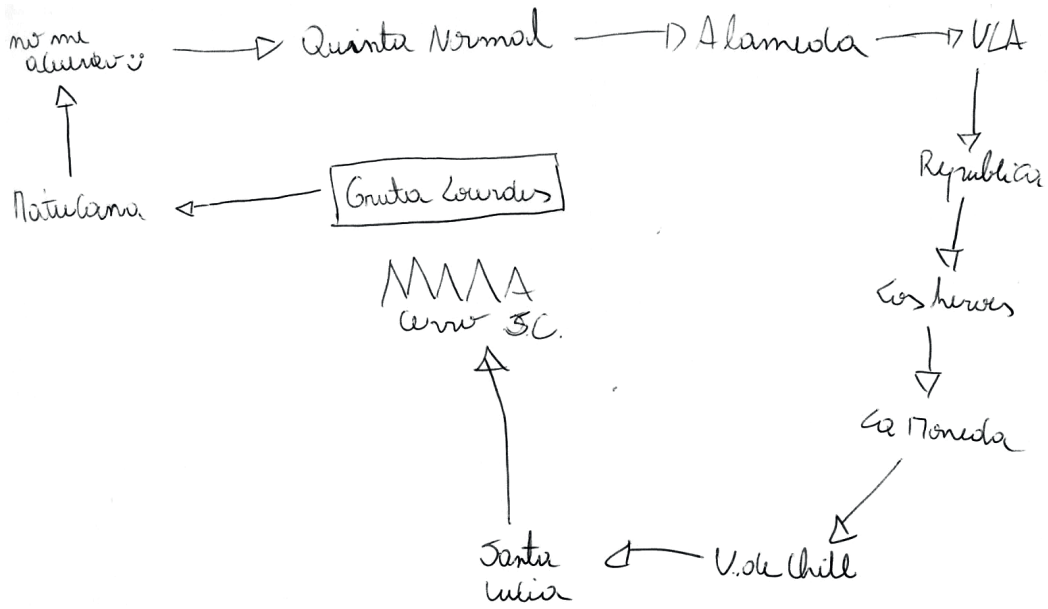 no me
acuerdo :)
Quinta Normal
Alameda
ULA
Republica
Gruta Lourdes
Maturana
Los heroes
cerro S.C.
La Moneda
U. de Chile
Santa
Lucia